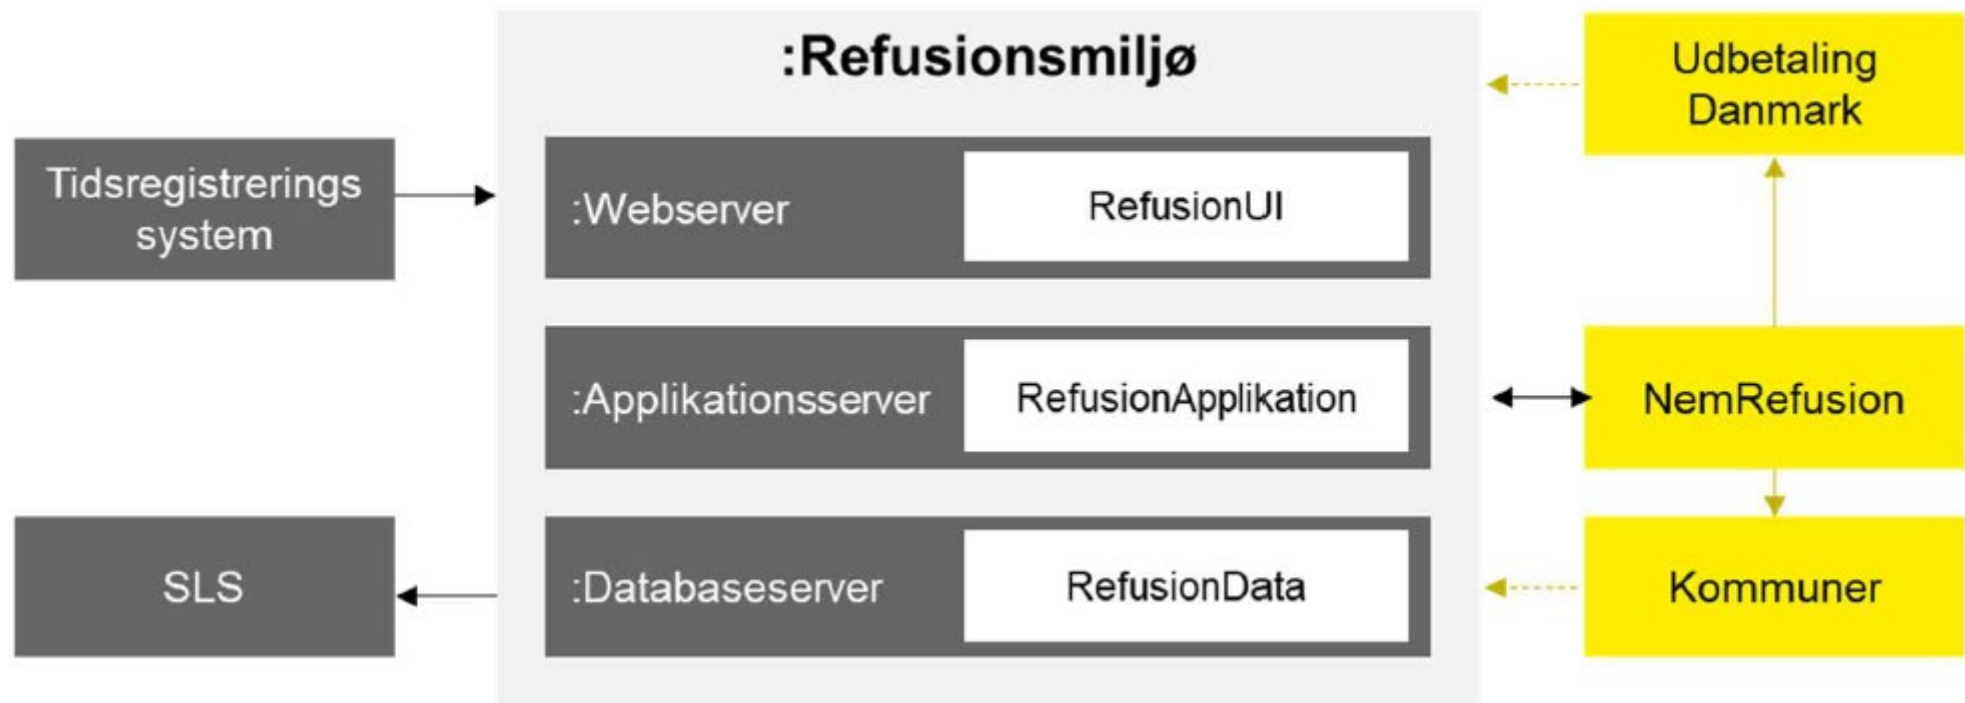 :Refusionsmiljø
Tidsregistrerings
system
SLS
:Webserver
RefusionUI
:Applikationsserver
RefusionApplikation
:Databaseserver
RefusionData
Udbetaling
Danmark
NemRefusion
Kommuner